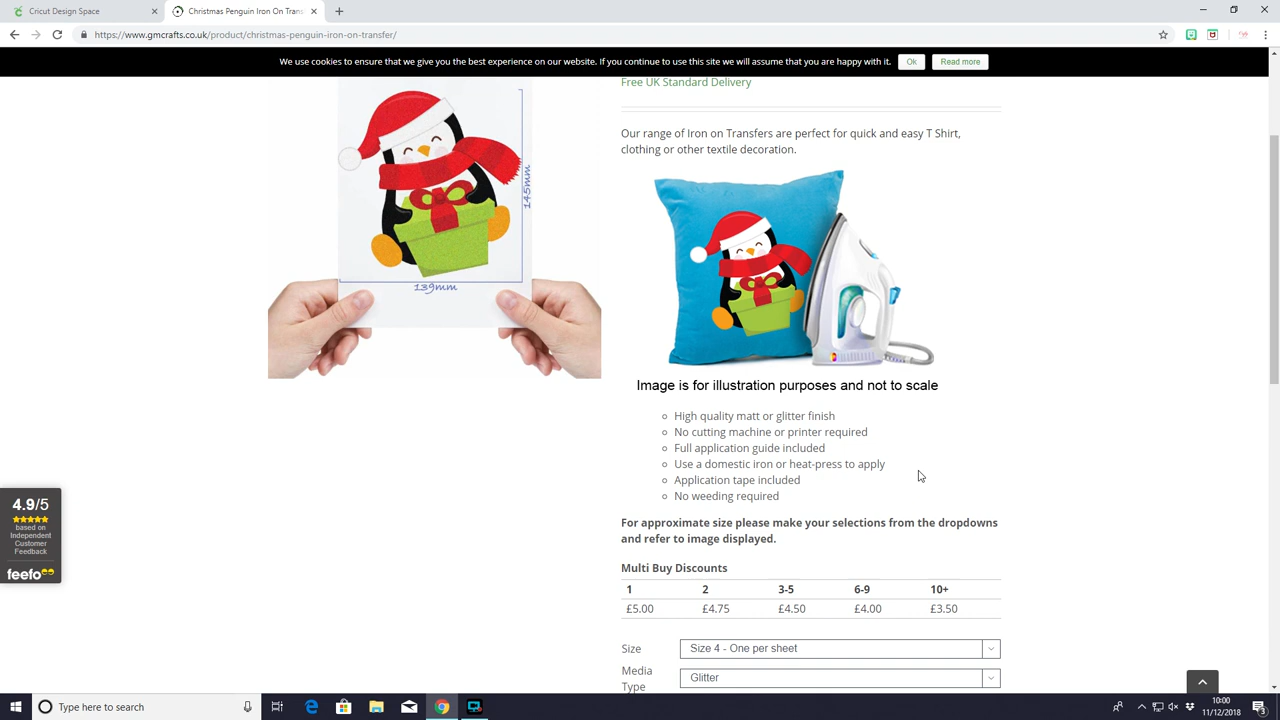 Cricut Design Space
Christmas Penguin Iron On Trans
https://www.gmcrafts.co.uk/product/christmas-penguin-iron-on-transfer/
We use cookies to ensure that we give you the best experience on our website. If you continue to use this site we will assume that you are happy with it.
Ok
Read more
Free UK Standard Delivery
Our range of Iron on Transfers are perfect for quick and easy T Shirt,
clothing or other textile decoration.
145mm
139mm
Image is for illustration purposes and not to scale
High quality matt or glitter finish
No cutting machine or printer required
Full application guide included
Use a domestic iron or heat-press to apply
Application tape included
No weeding required
For approximate size please make your selections from the dropdowns
and refer to image displayed.
Multi Buy Discounts
1 2 3-5 6-9 10+
£5.00 £4.75 £4.50 £4.00 £3.50
Size
Size 4 - One per sheet
Media
Type
Glitter
4.9/5
based on
Independent
Customer
Feedback
feefo
Type here to search
10:00
11/12/2018
3